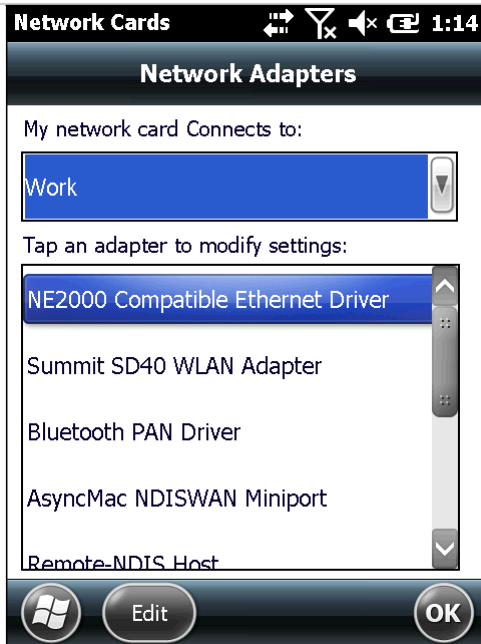 Network Cards 1:14
Network Adapters
My network card Connects to:
Work
Tap an adapter to modify settings:
NE2000 Compatible Ethernet Driver
Summit SD40 WLAN Adapter
Bluetooth PAN Driver
AsyncMac NDISWAN Miniport
Remote-NDIS Host
Edit OK